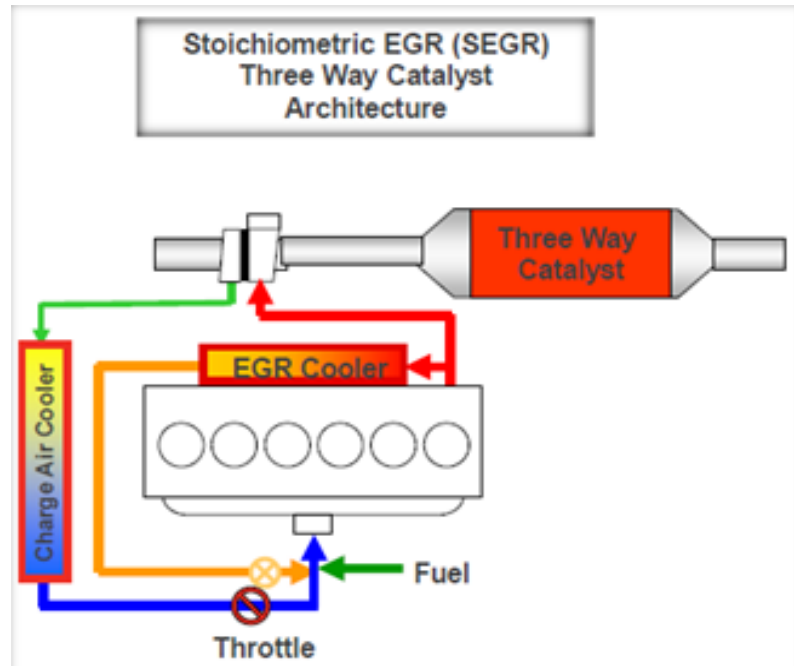 Stoichiometric EGR (SEGR)
Three Way Catalyst
Architecture
Three Way
Catalyst
EGR Cooler
Charge Air Cooler
Fuel
Throttle